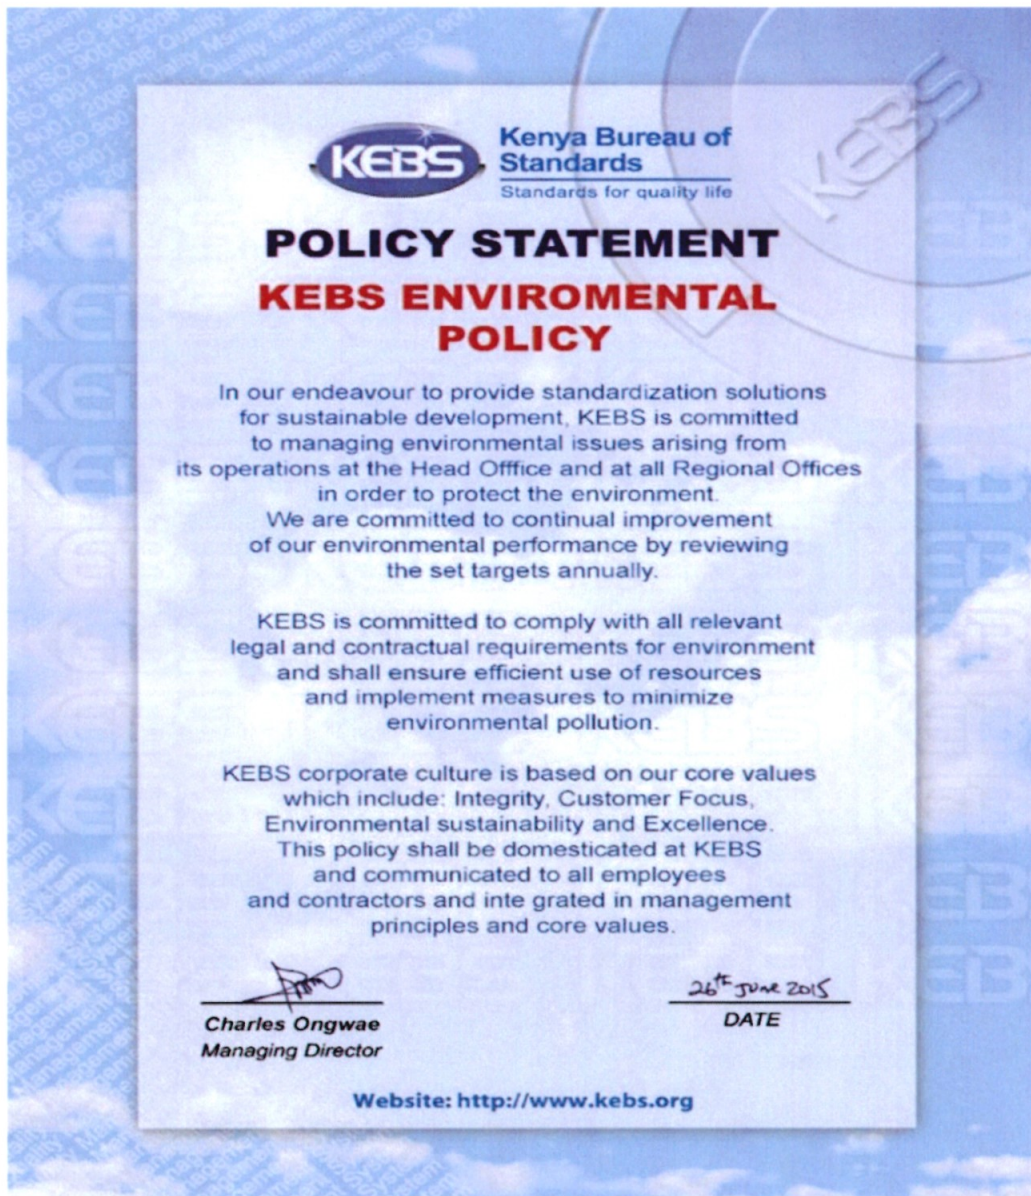 KEBS
Kenya Bureau of
Standards
Standards for quality life
KEBS
POLICY STATEMENT
KEBS ENVIROMENTAL
POLICY
In our endeavour to provide standardization solutions
for sustainable development, KEBS is committed
to managing environmental issues arising from
its operations at the Head Offfice and at all Regional Offices
in order to protect the environment.
We are committed to continual improvement
of our environmental performance by reviewing
the set targets annually.
KEBS is committed to comply with all relevant
legal and contractual requirements for environment
and shall ensure efficient use of resources
and implement measures to minimize
environmental pollution.
KEBS corporate culture is based on our core values
which include: Integrity, Customer Focus,
Environmental sustainability and Excellence.
This policy shall be domesticated at KEBS
and communicated to all employees
and contractors and inte grated in management
principles and core values.
26th June 2015
Charles Ongwae
DATE
Managing Director
Website: http://www.kebs.org